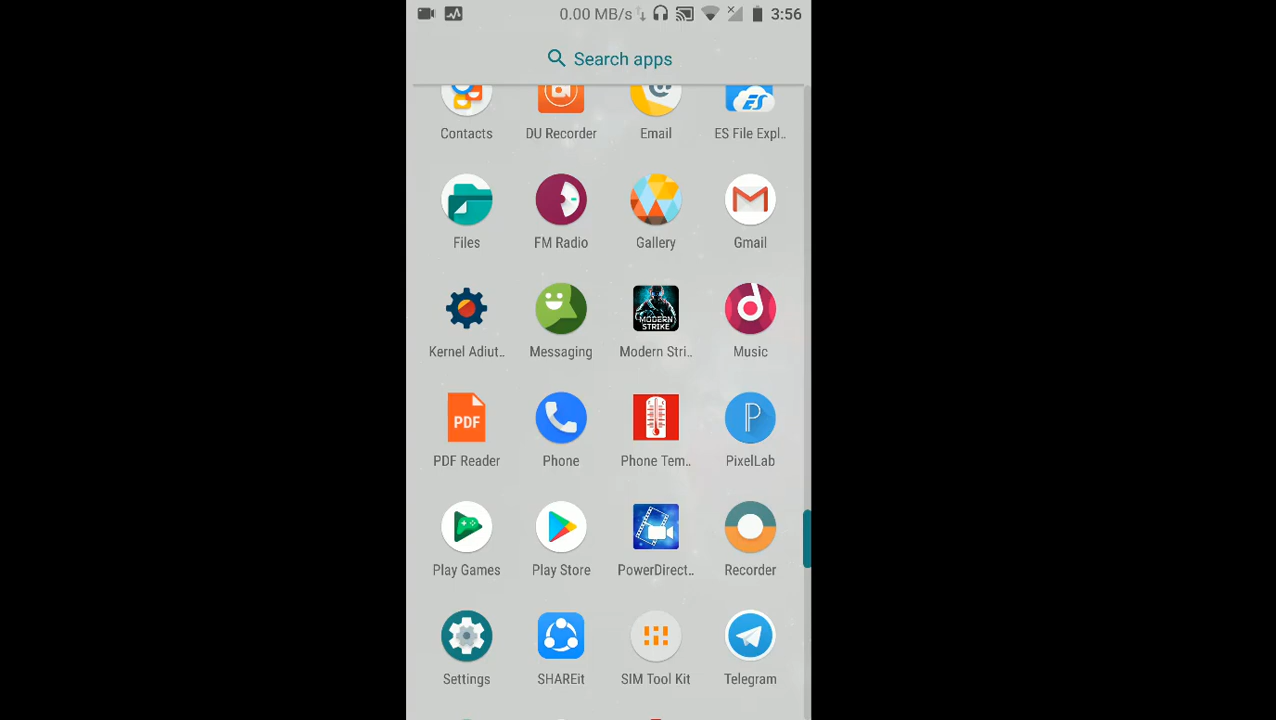 0.00 MB/s 3:56
Search apps
Contacts DU Recorder Email ES File Expl..
Files FM Radio Gallery Gmail
MODERN
STRIKE
Kernel Adiut.. Messaging Modern Stri.. Music
PDF
PDF Reader Phone Phone Tem.. PixelLab
Play Games Play Store PowerDirect.. Recorder
Settings SHAREit SIM Tool Kit Telegram